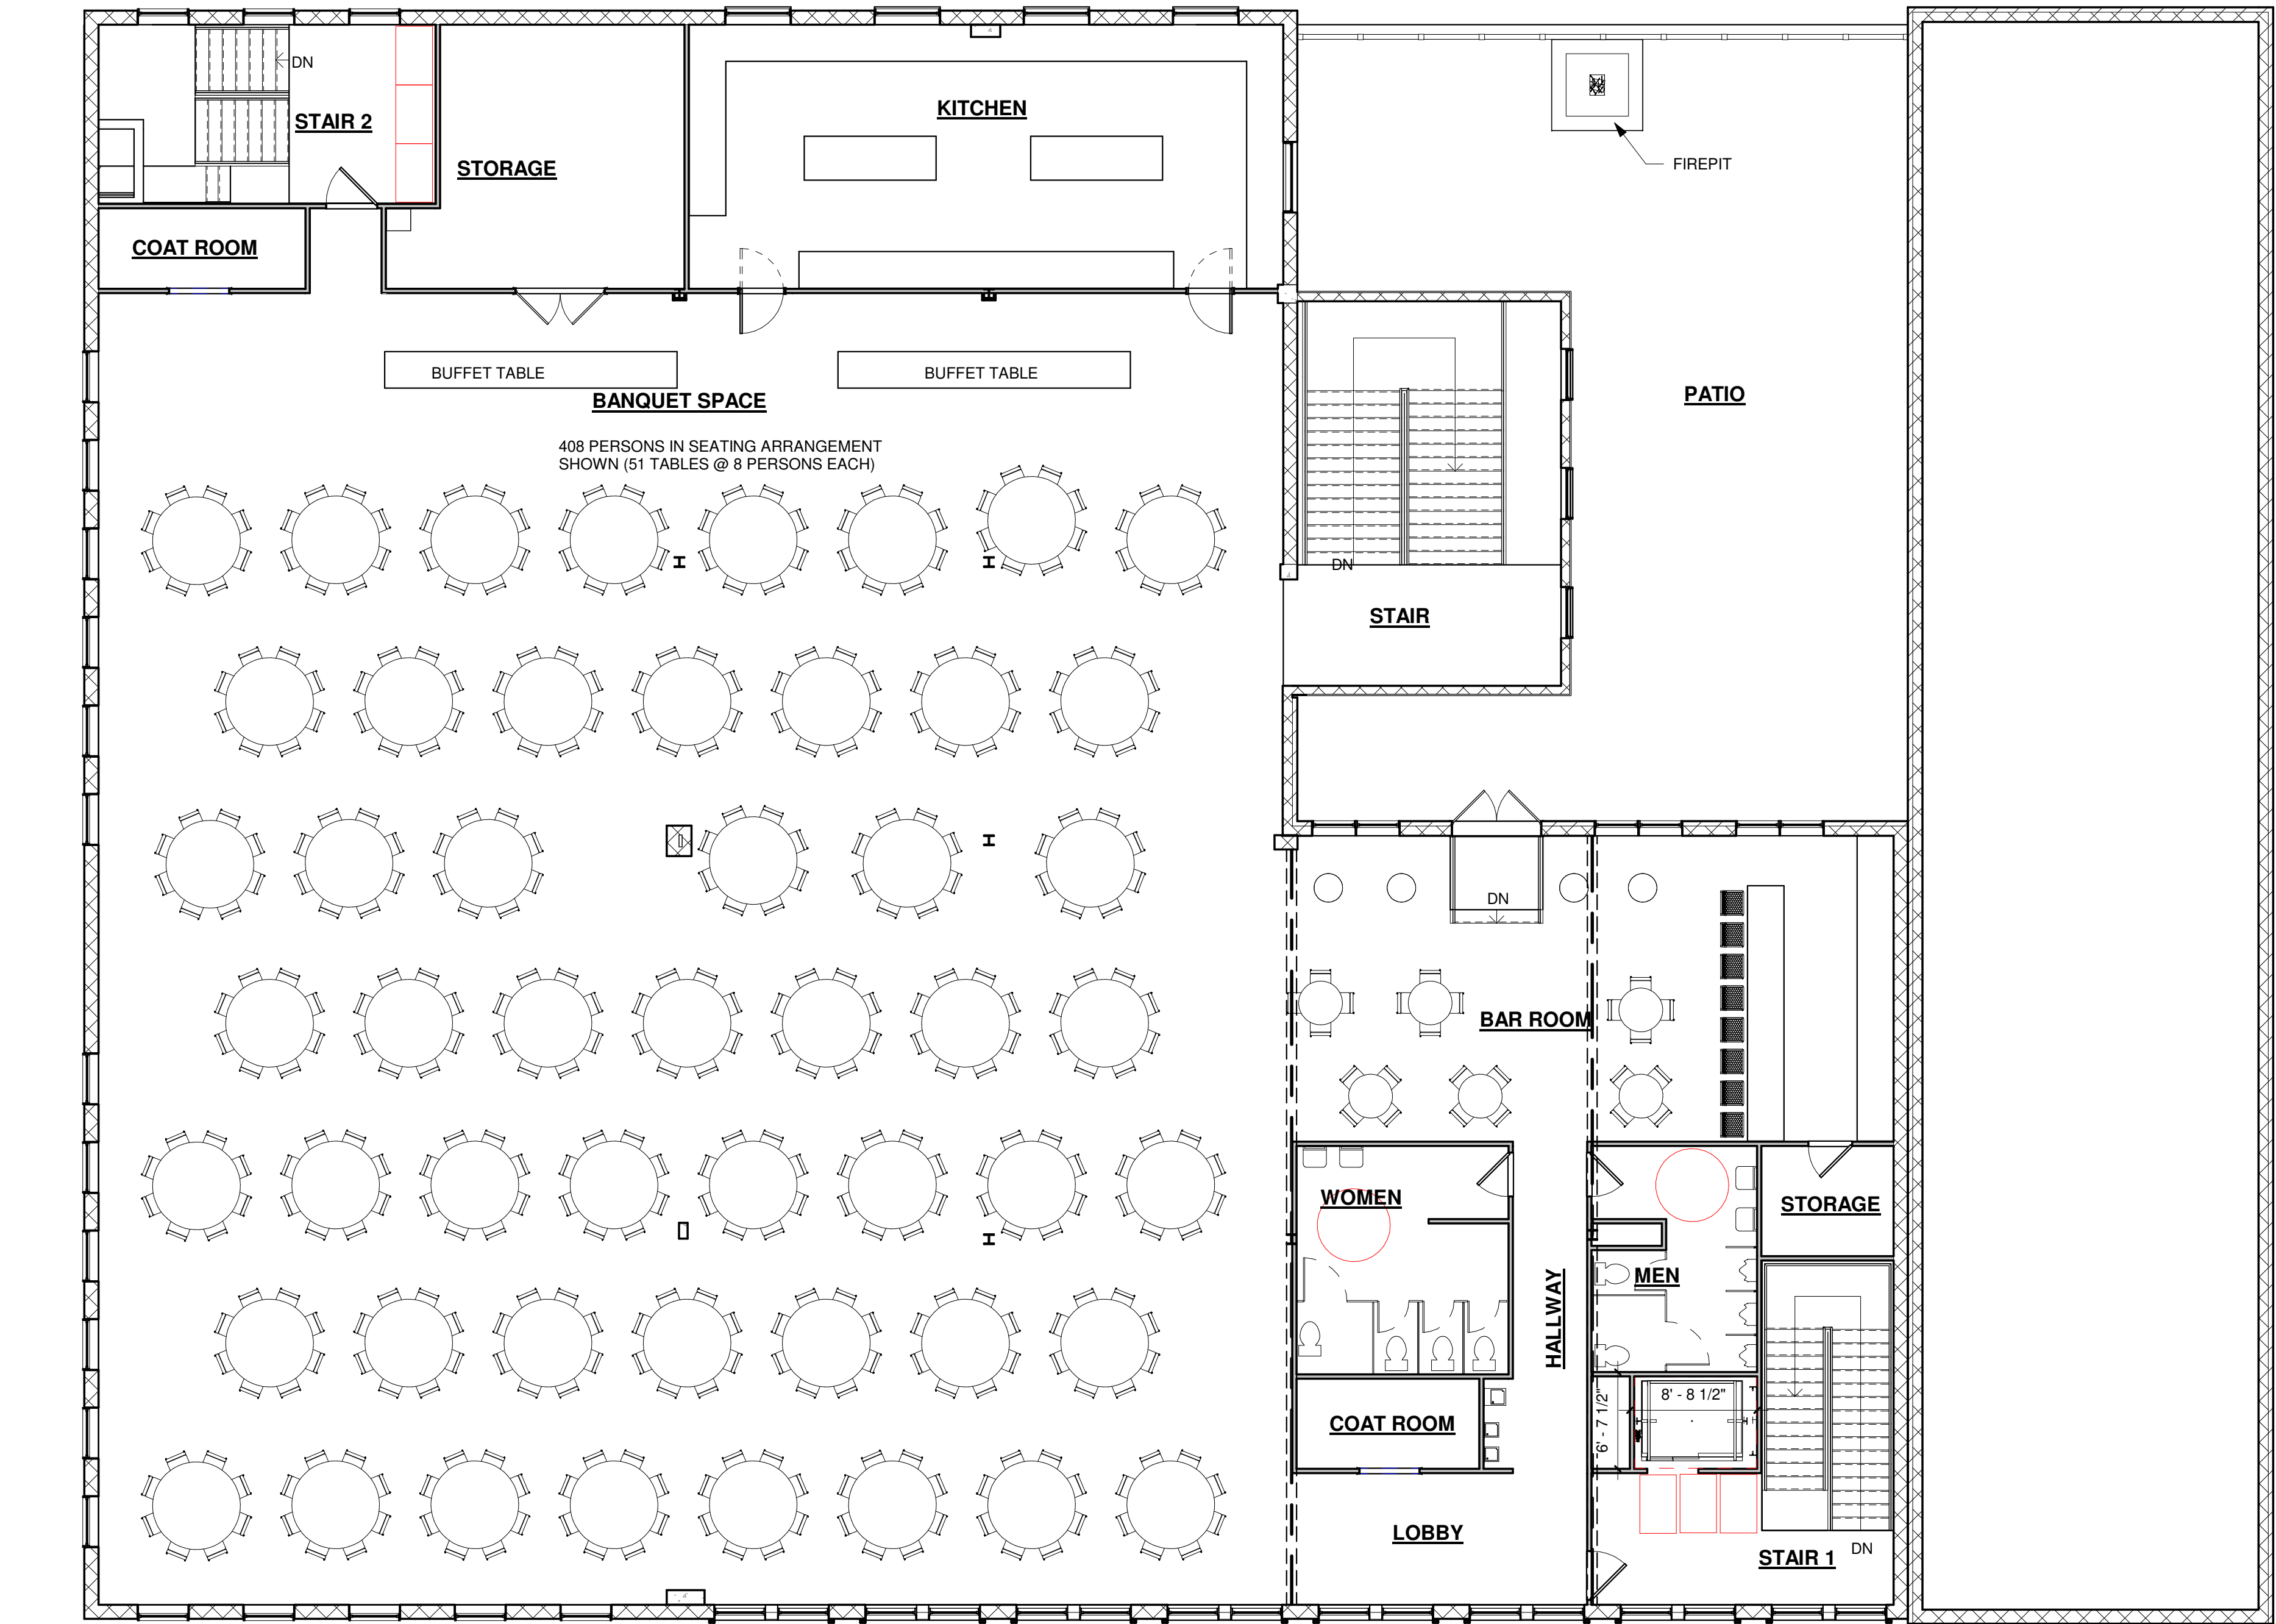 DN
STAIR 2
KITCHEN
STORAGE
FIREPIT
COAT ROOM
BUFFET TABLE
BUFFET TABLE
BANQUET SPACE
PATIO
408 PERSONS IN SEATING ARRANGEMENT
SHOWN (51 TABLES @ 8 PERSONS EACH)
DN
STAIR
DN
BAR ROOM
WOMEN
STORAGE
MEN
HALLWAY
8' - 8 1/2"
6' - 7 1/2"
COAT ROOM
LOBBY
STAIR 1
DN